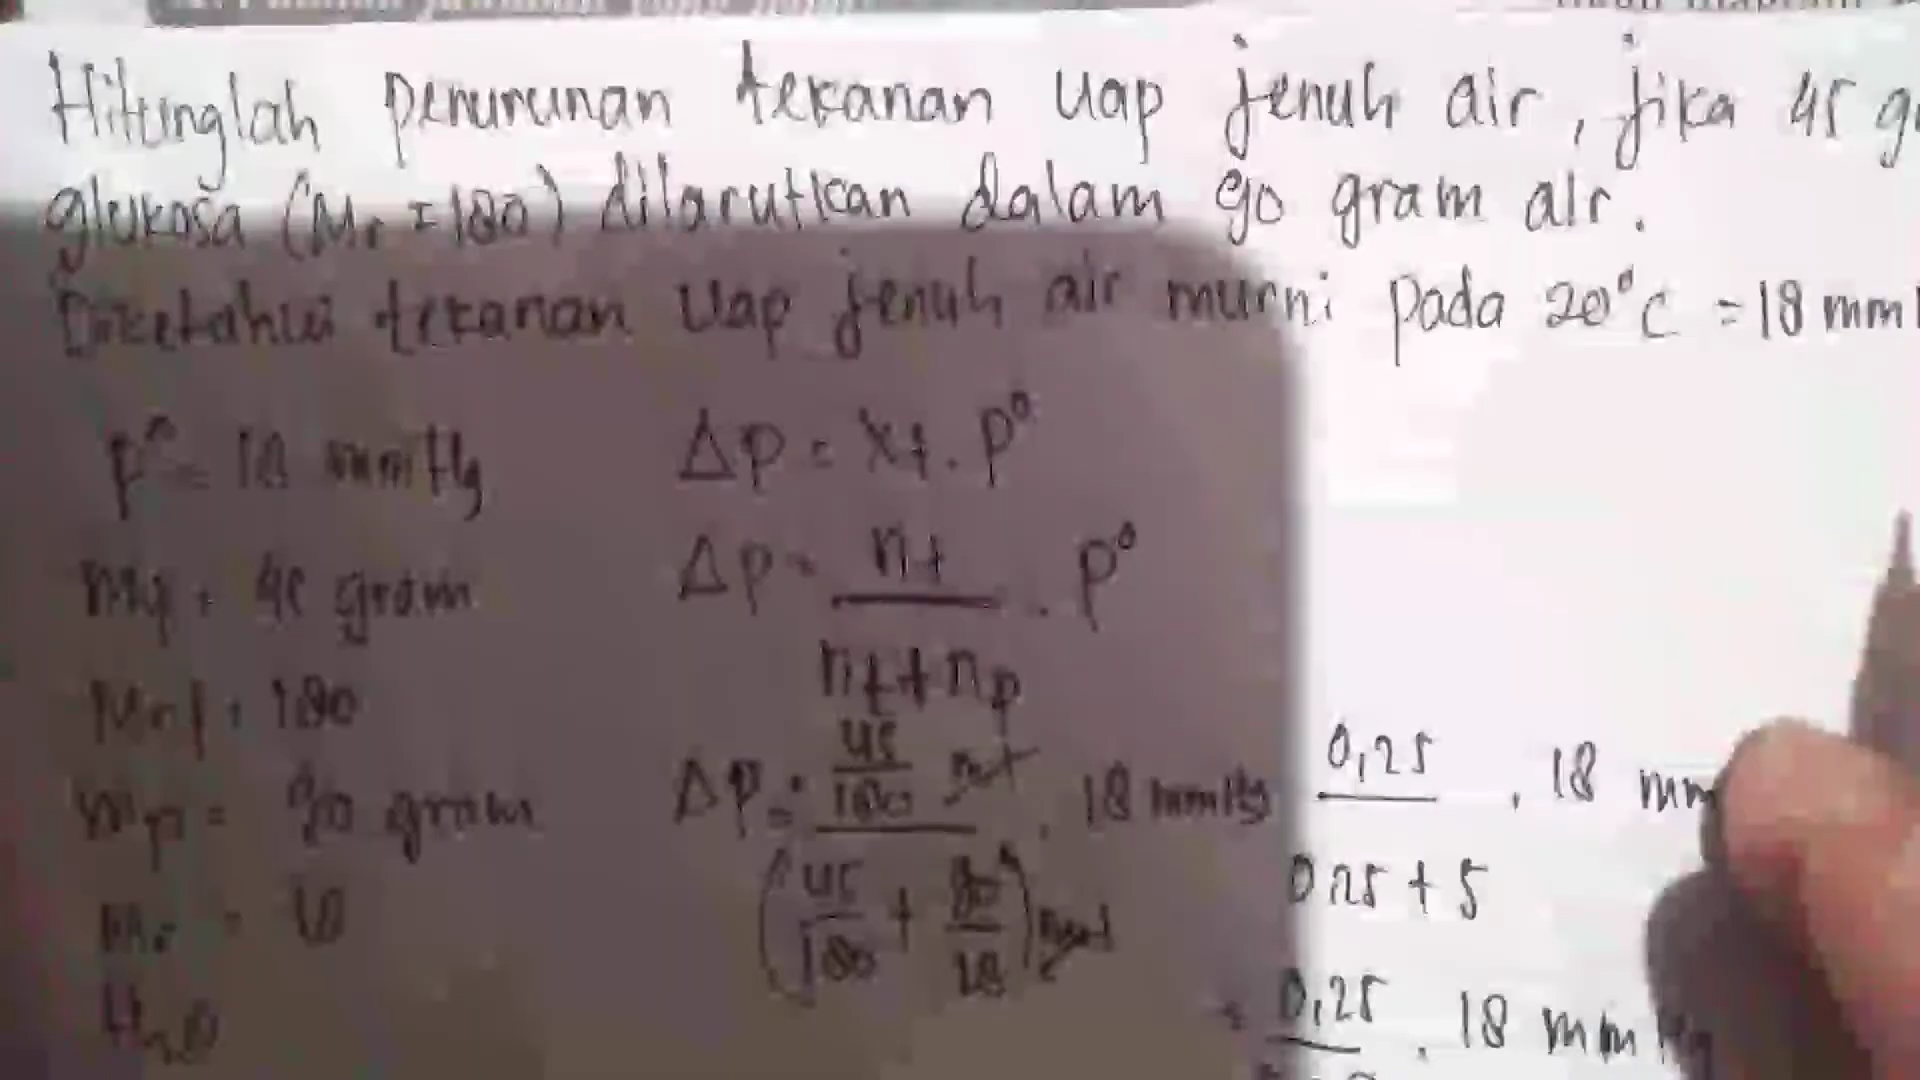 Hitunglah penurunan tekanan uap jenuh air, jika 45
glukosa (Mr = 180) dilarutkan dalam 90 gram air.
Diketahui tekanan uap jenuh air murni pada 20°C = 18 mm
P° = 18 mmHg
mt = 45 gram
Mr t = 180
mp = 90 gram
Mr = 18
H₂O
ΔP = Xt . P°
ΔP = nt / nt + np . P°
ΔP = 45/180 mol / (45/180 + 90/18) mol . 18 mmHg
0,25 / 0,25 + 5 . 18 mm
= 0,25 . 18 mmHg